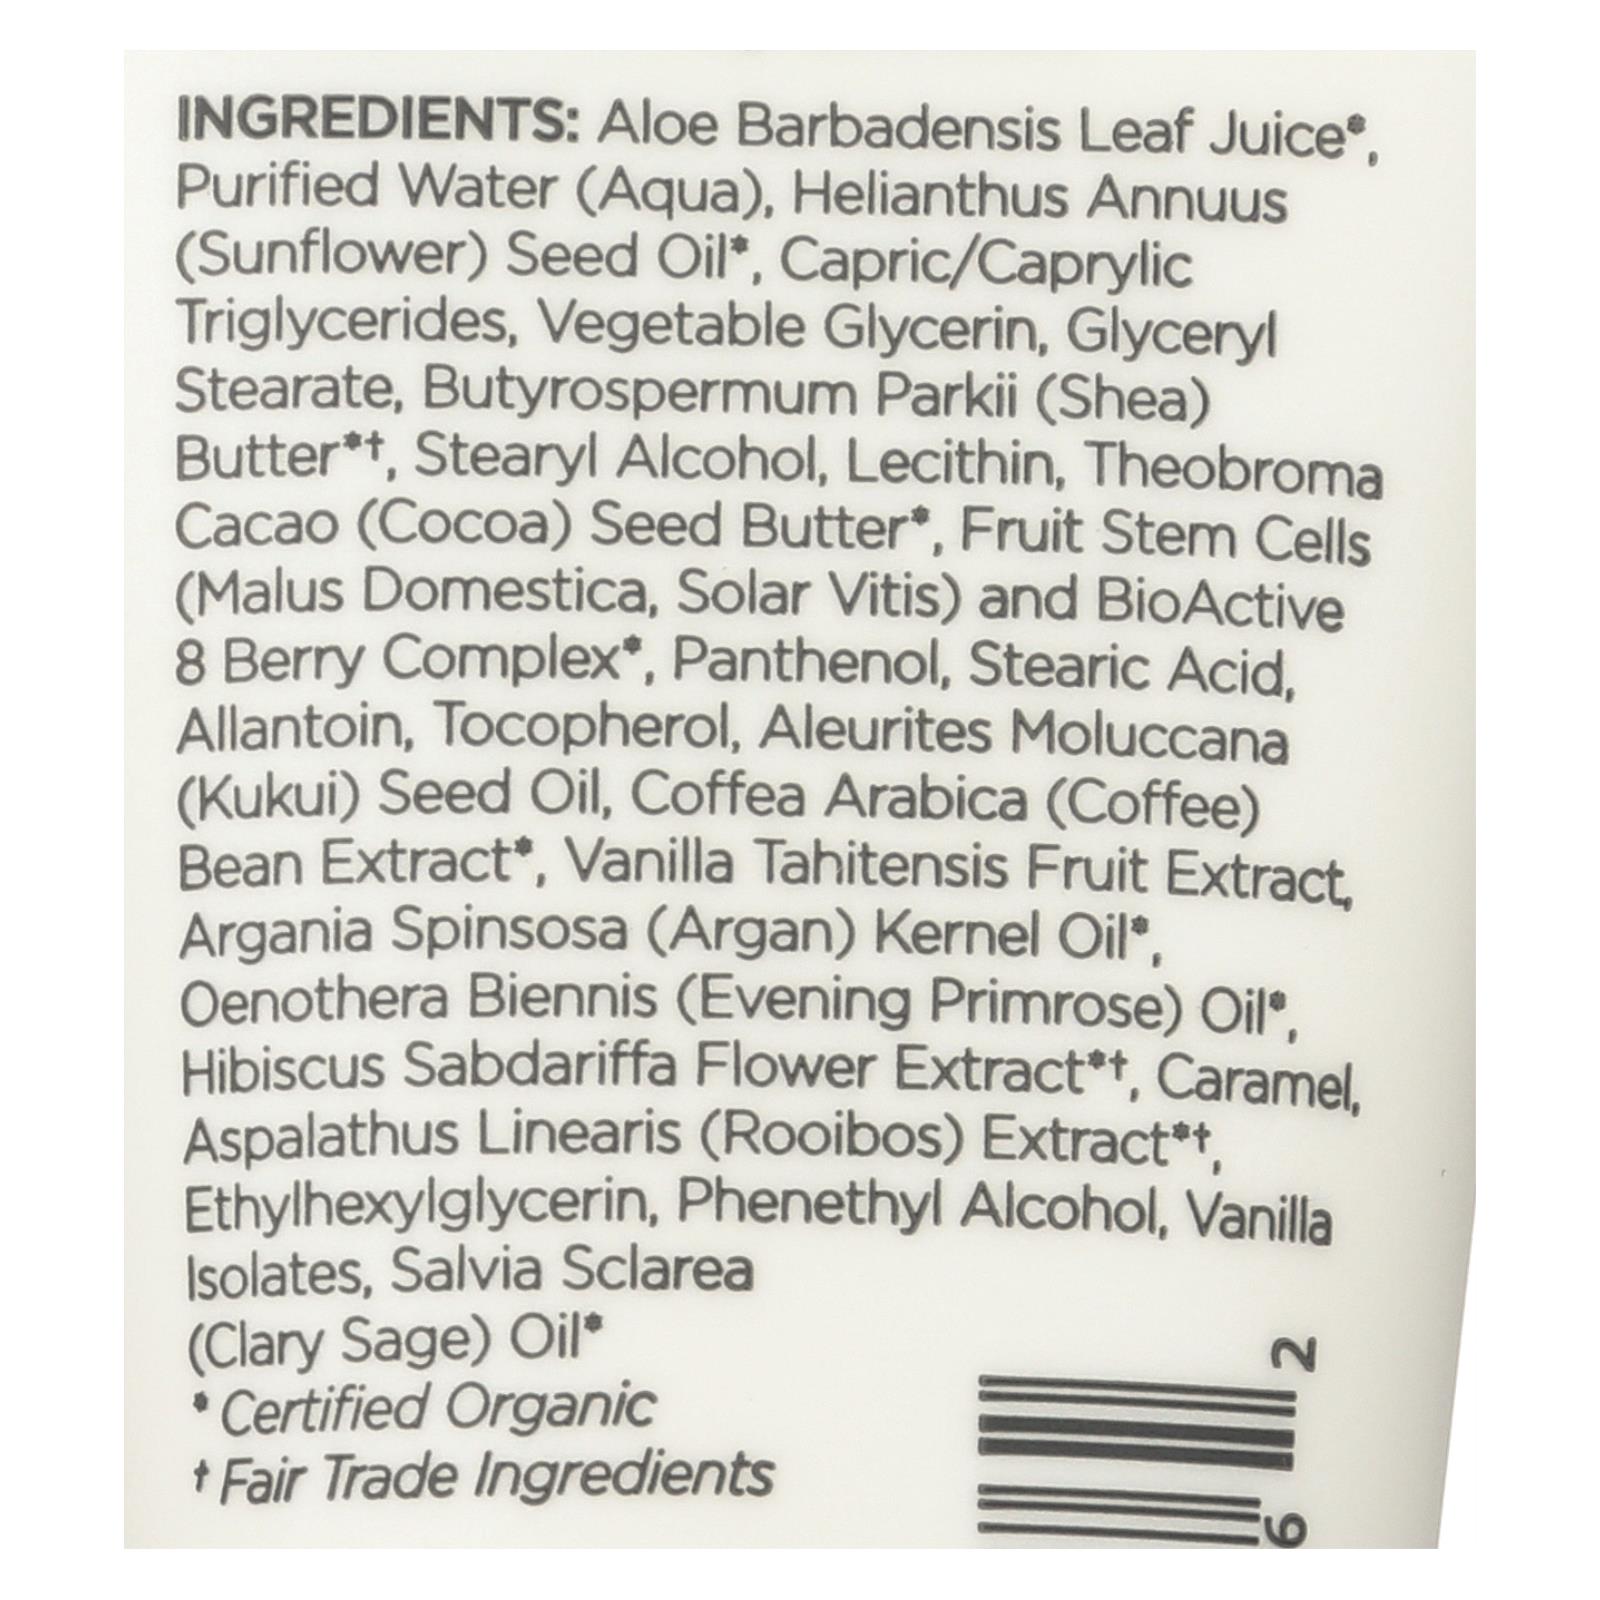 INGREDIENTS: Aloe Barbadensis Leaf Juice*,
Purified Water (Aqua), Helianthus Annuus
(Sunflower) Seed Oil*, Capric/Caprylic
Triglycerides, Vegetable Glycerin, Glyceryl
Stearate, Butyrospermum Parkii (Shea)
Butter*†, Stearyl Alcohol, Lecithin, Theobroma
Cacao (Cocoa) Seed Butter*, Fruit Stem Cells
(Malus Domestica, Solar Vitis) and BioActive
8 Berry Complex*, Panthenol, Stearic Acid,
Allantoin, Tocopherol, Aleurites Moluccana
(Kukui) Seed Oil, Coffea Arabica (Coffee)
Bean Extract*, Vanilla Tahitensis Fruit Extract,
Argania Spinsosa (Argan) Kernel Oil*,
Oenothera Biennis (Evening Primrose) Oil*,
Hibiscus Sabdariffa Flower Extract*†, Caramel,
Aspalathus Linearis (Rooibos) Extract*†,
Ethylhexylglycerin, Phenethyl Alcohol, Vanilla
Isolates, Salvia Sclarea
(Clary Sage) Oil*
* Certified Organic
† Fair Trade Ingredients
2
6